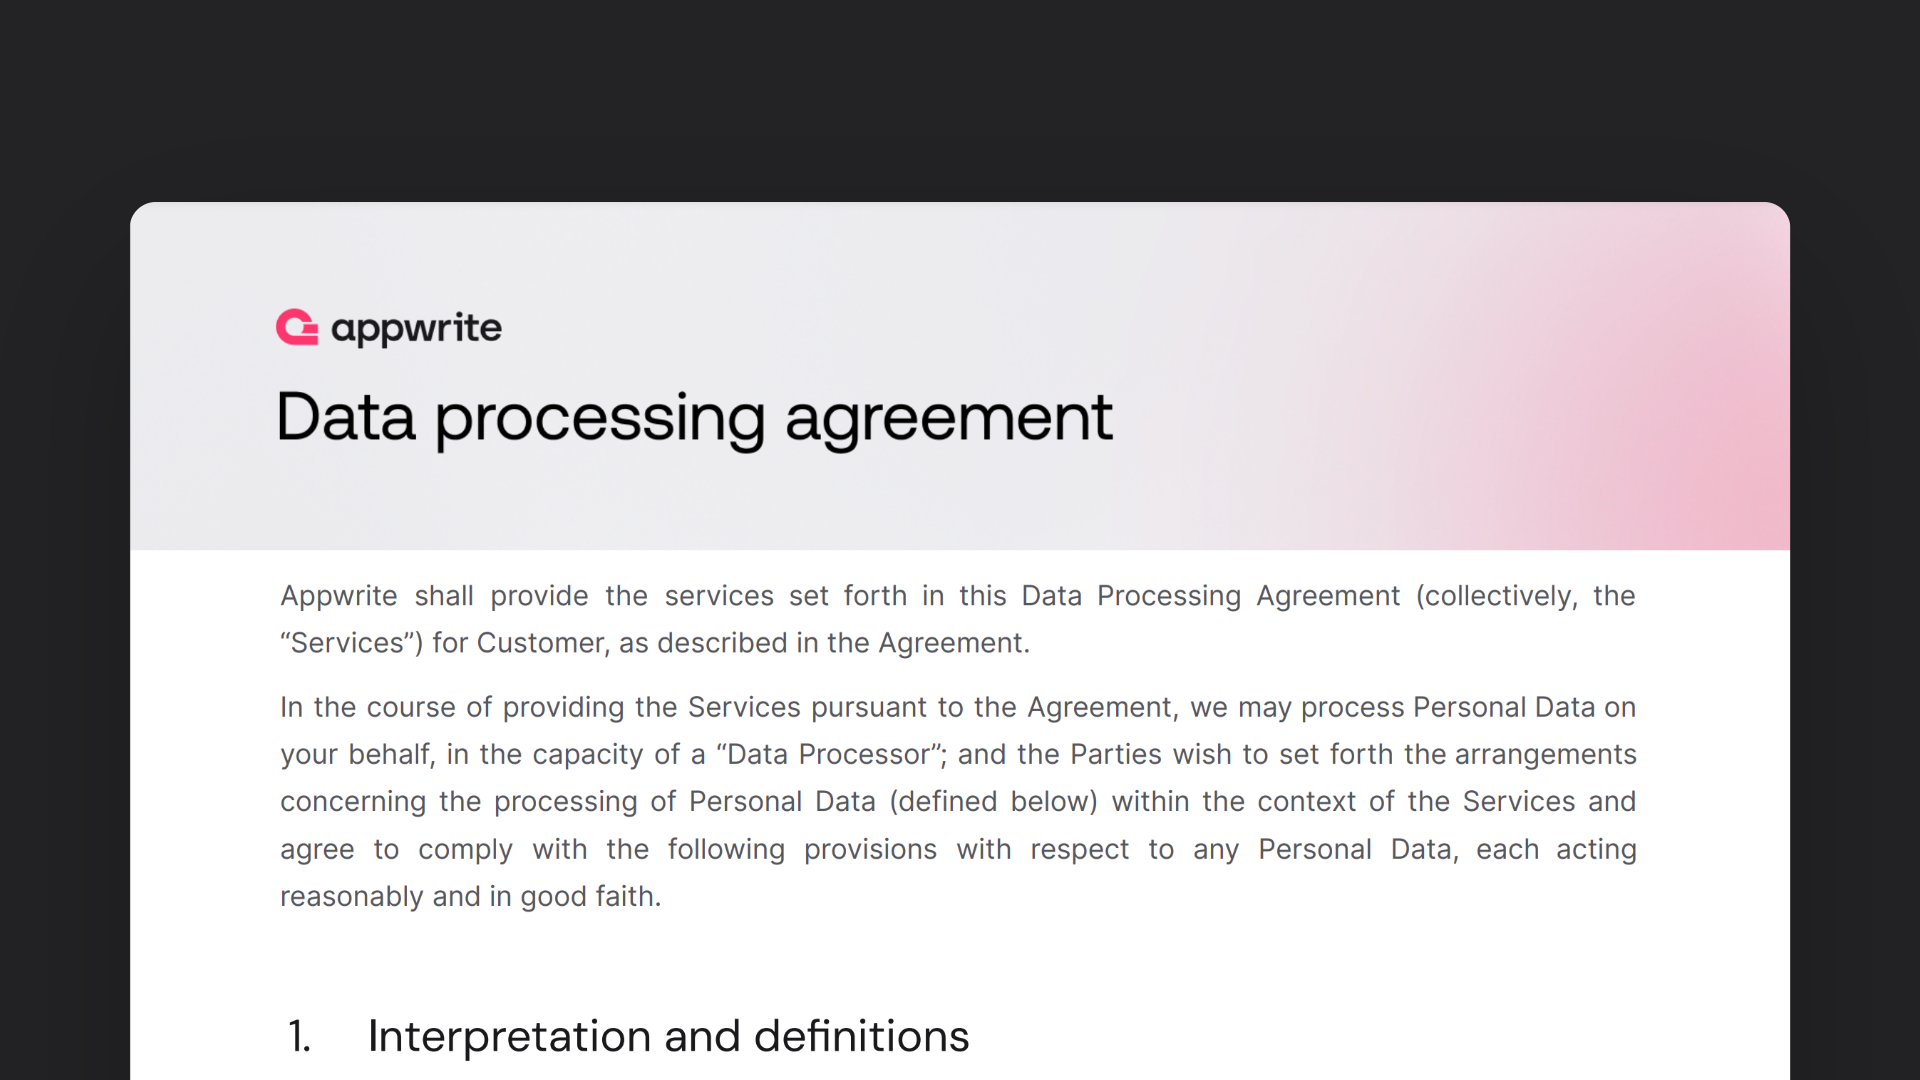 appwrite
Data processing agreement
Appwrite shall provide the services set forth in this Data Processing Agreement (collectively, the
“Services”) for Customer, as described in the Agreement.
In the course of providing the Services pursuant to the Agreement, we may process Personal Data on
your behalf, in the capacity of a “Data Processor”; and the Parties wish to set forth the arrangements
concerning the processing of Personal Data (defined below) within the context of the Services and
agree to comply with the following provisions with respect to any Personal Data, each acting
reasonably and in good faith.
1. Interpretation and definitions